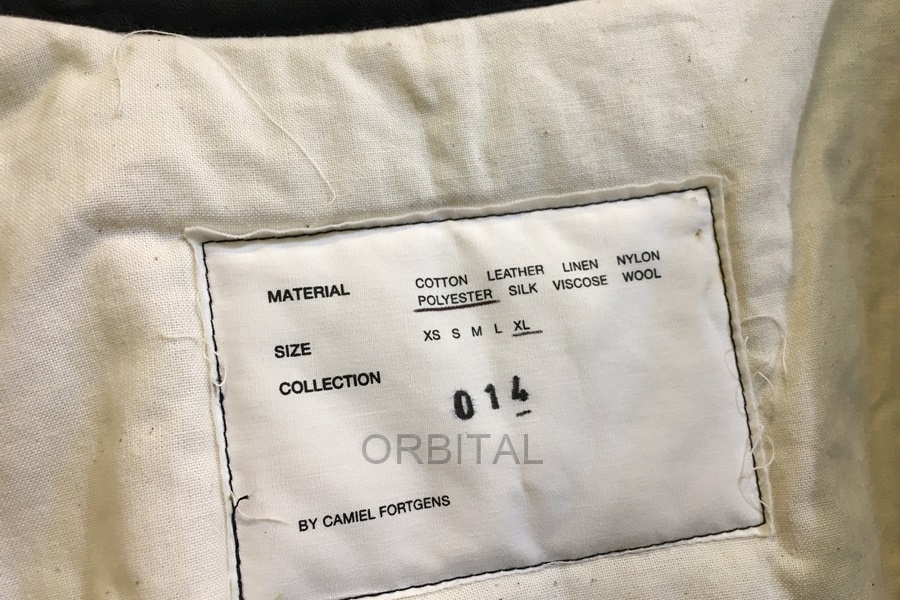 MATERIAL COTTON LEATHER LINEN NYLON
POLYESTER SILK VISCOSE WOOL
SIZE XS S M L XL
COLLECTION 014
ORBITAL
BY CAMIEL FORTGENS